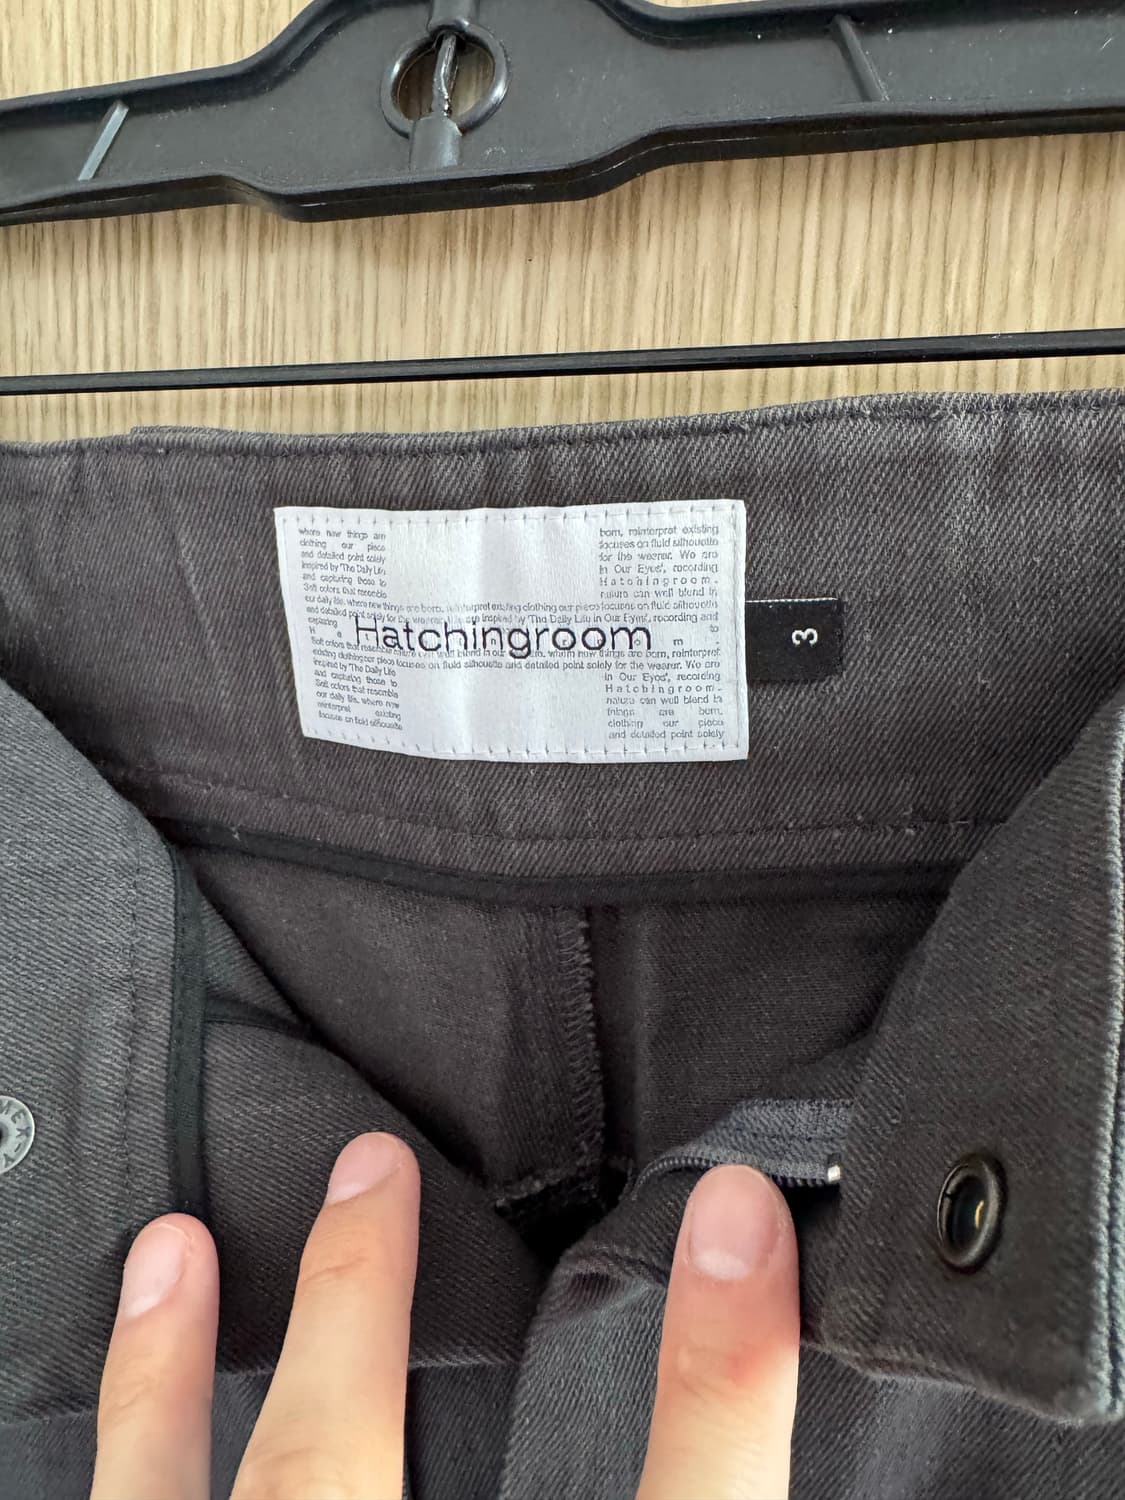 where new things are
clothing our piece
and detailed point solely
inspired by 'The Daily Life
and capturing those to
Soft colors that resemble
born, reinterpret existing
focuses on fluid silhouette
for the wearer. We are
in Our Eyes', recording
Hatchingroom.
nature can well blend in
our daily life, where new things are born, reinterpret existing clothing our piece focuses on fluid silhouette
and detailed point solely for the wearer. We are inspired by 'The Daily Life in Our Eyes', recording and
capturing to
Hatchingroom
Soft colors that resemble nature can well blend in our where new things are born, reinterpret
existing clothing our piece focuses on fluid silhouette and detailed point solely for the wearer. We are
inspired by 'The Daily Life
and capturing those to
Soft colors that resemble
our daily life, where new
reinterpret existing
focuses on fluid silhouette
in Our Eyes', recording
Hatchingroom.
nature can well blend in
things are born,
clothing our piece
and detailed point solely
3